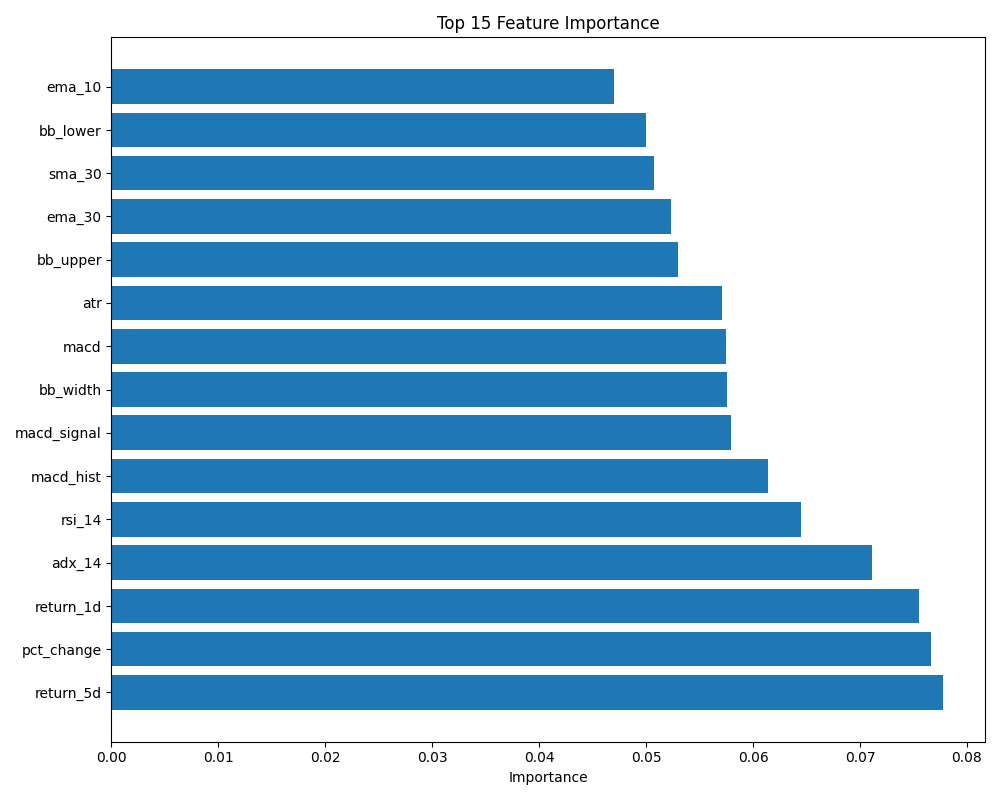 Top 15 Feature Importance
ema_10
bb_lower
sma_30
ema_30
bb_upper
atr
macd
bb_width
macd_signal
macd_hist
rsi_14
adx_14
return_1d
pct_change
return_5d
0.00 0.01 0.02 0.03 0.04 0.05 0.06 0.07 0.08
Importance